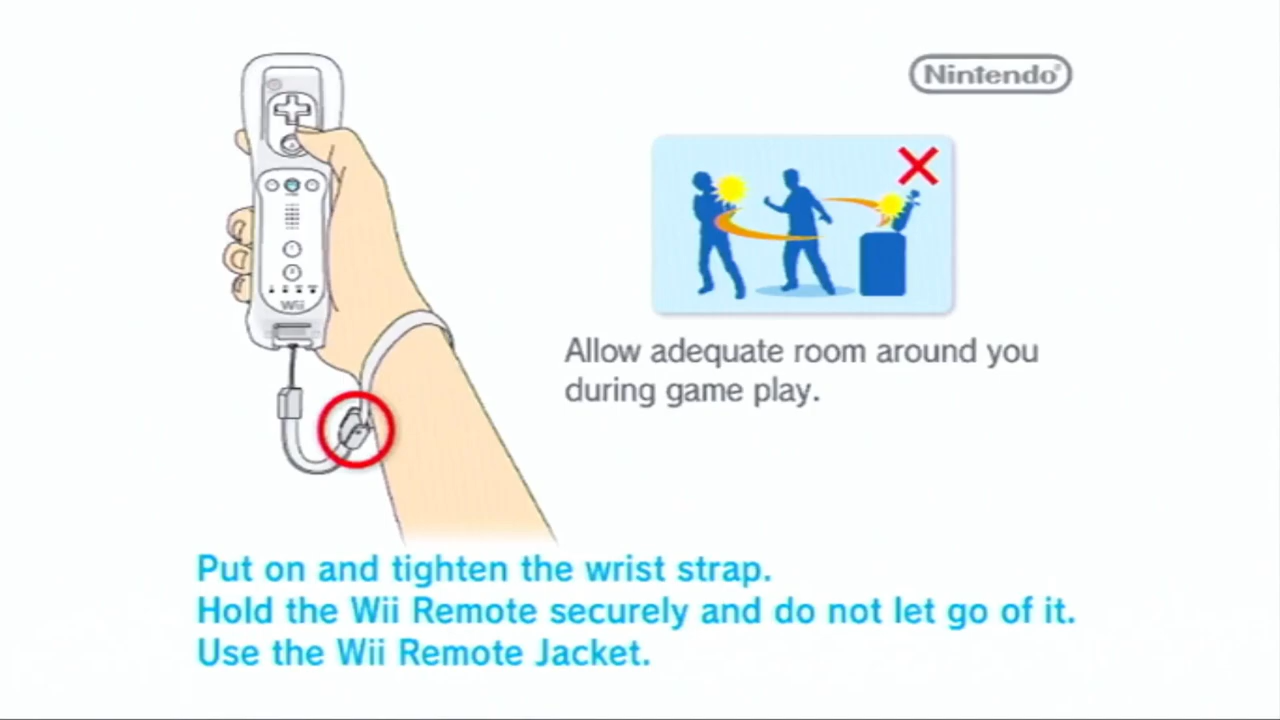 Nintendo®
Allow adequate room around you
during game play.
Wii
Put on and tighten the wrist strap.
Hold the Wii Remote securely and do not let go of it.
Use the Wii Remote Jacket.